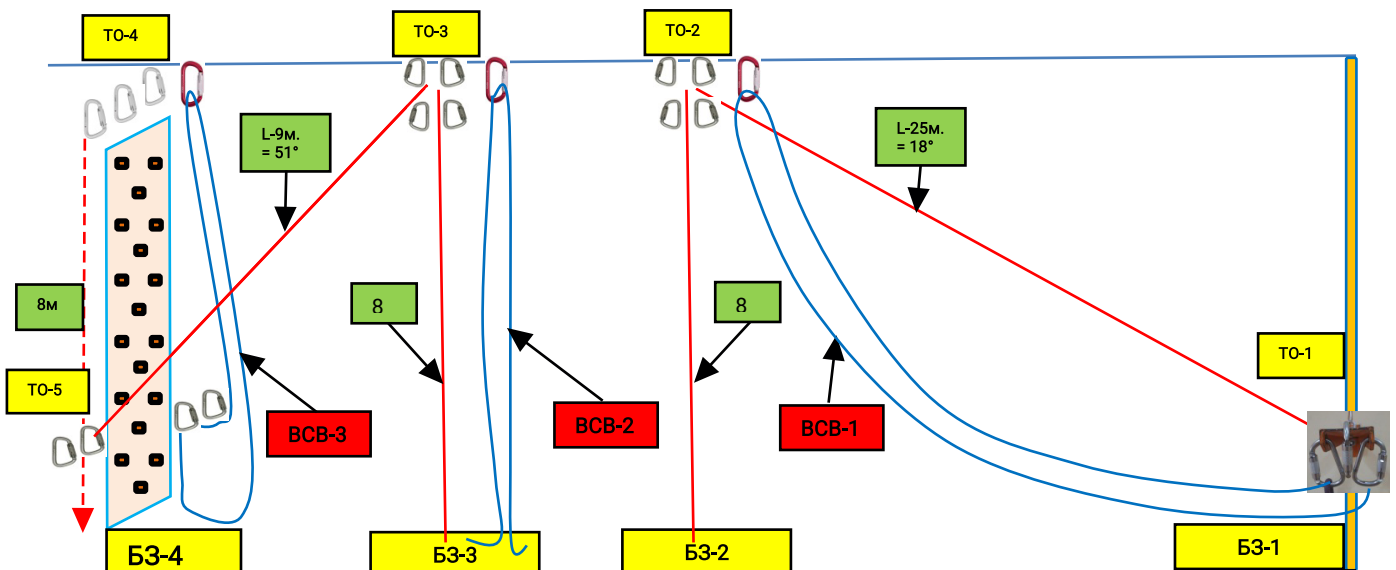 ТО-4
ТО-3
ТО-2
L-9м.
= 51°
L-25м.
= 18°
8м
8
8
ТО-1
ТО-5
ВСВ-3
ВСВ-2
ВСВ-1
БЗ-4
БЗ-3
БЗ-2
БЗ-1